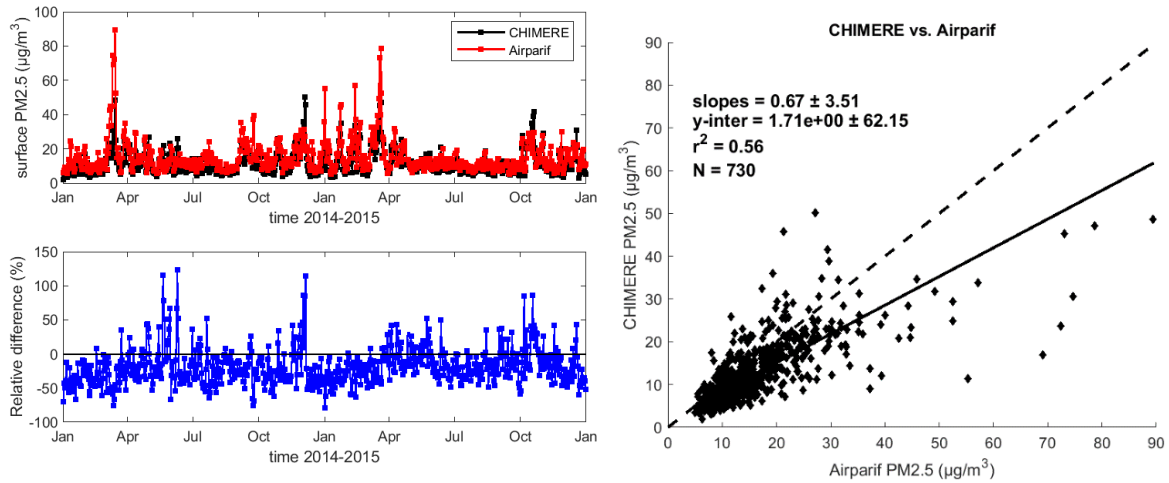 100
80
60
40
20
0
surface PM2.5 (µg/m³)
CHIMERE
Airparif
Jan Apr Jul Oct Jan Apr Jul Oct Jan
time 2014-2015
150
100
50
0
-50
-100
Relative difference (%)
Jan Apr Jul Oct Jan Apr Jul Oct Jan
time 2014-2015
CHIMERE vs. Airparif
90
80
70
60
50
40
30
20
10
0
CHIMERE PM2.5 (µg/m³)
slopes = 0.67 ± 3.51
y-inter = 1.71e+00 ± 62.15
r² = 0.56
N = 730
0 10 20 30 40 50 60 70 80 90
Airparif PM2.5 (µg/m³)